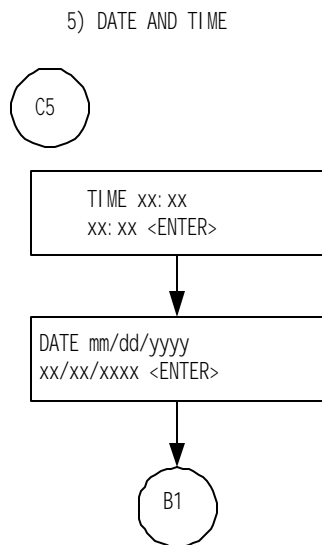 5) DATE AND TIME
C5
TIME xx:xx
xx:xx <ENTER>
DATE mm/dd/yyyy
xx/xx/xxxx <ENTER>
B1